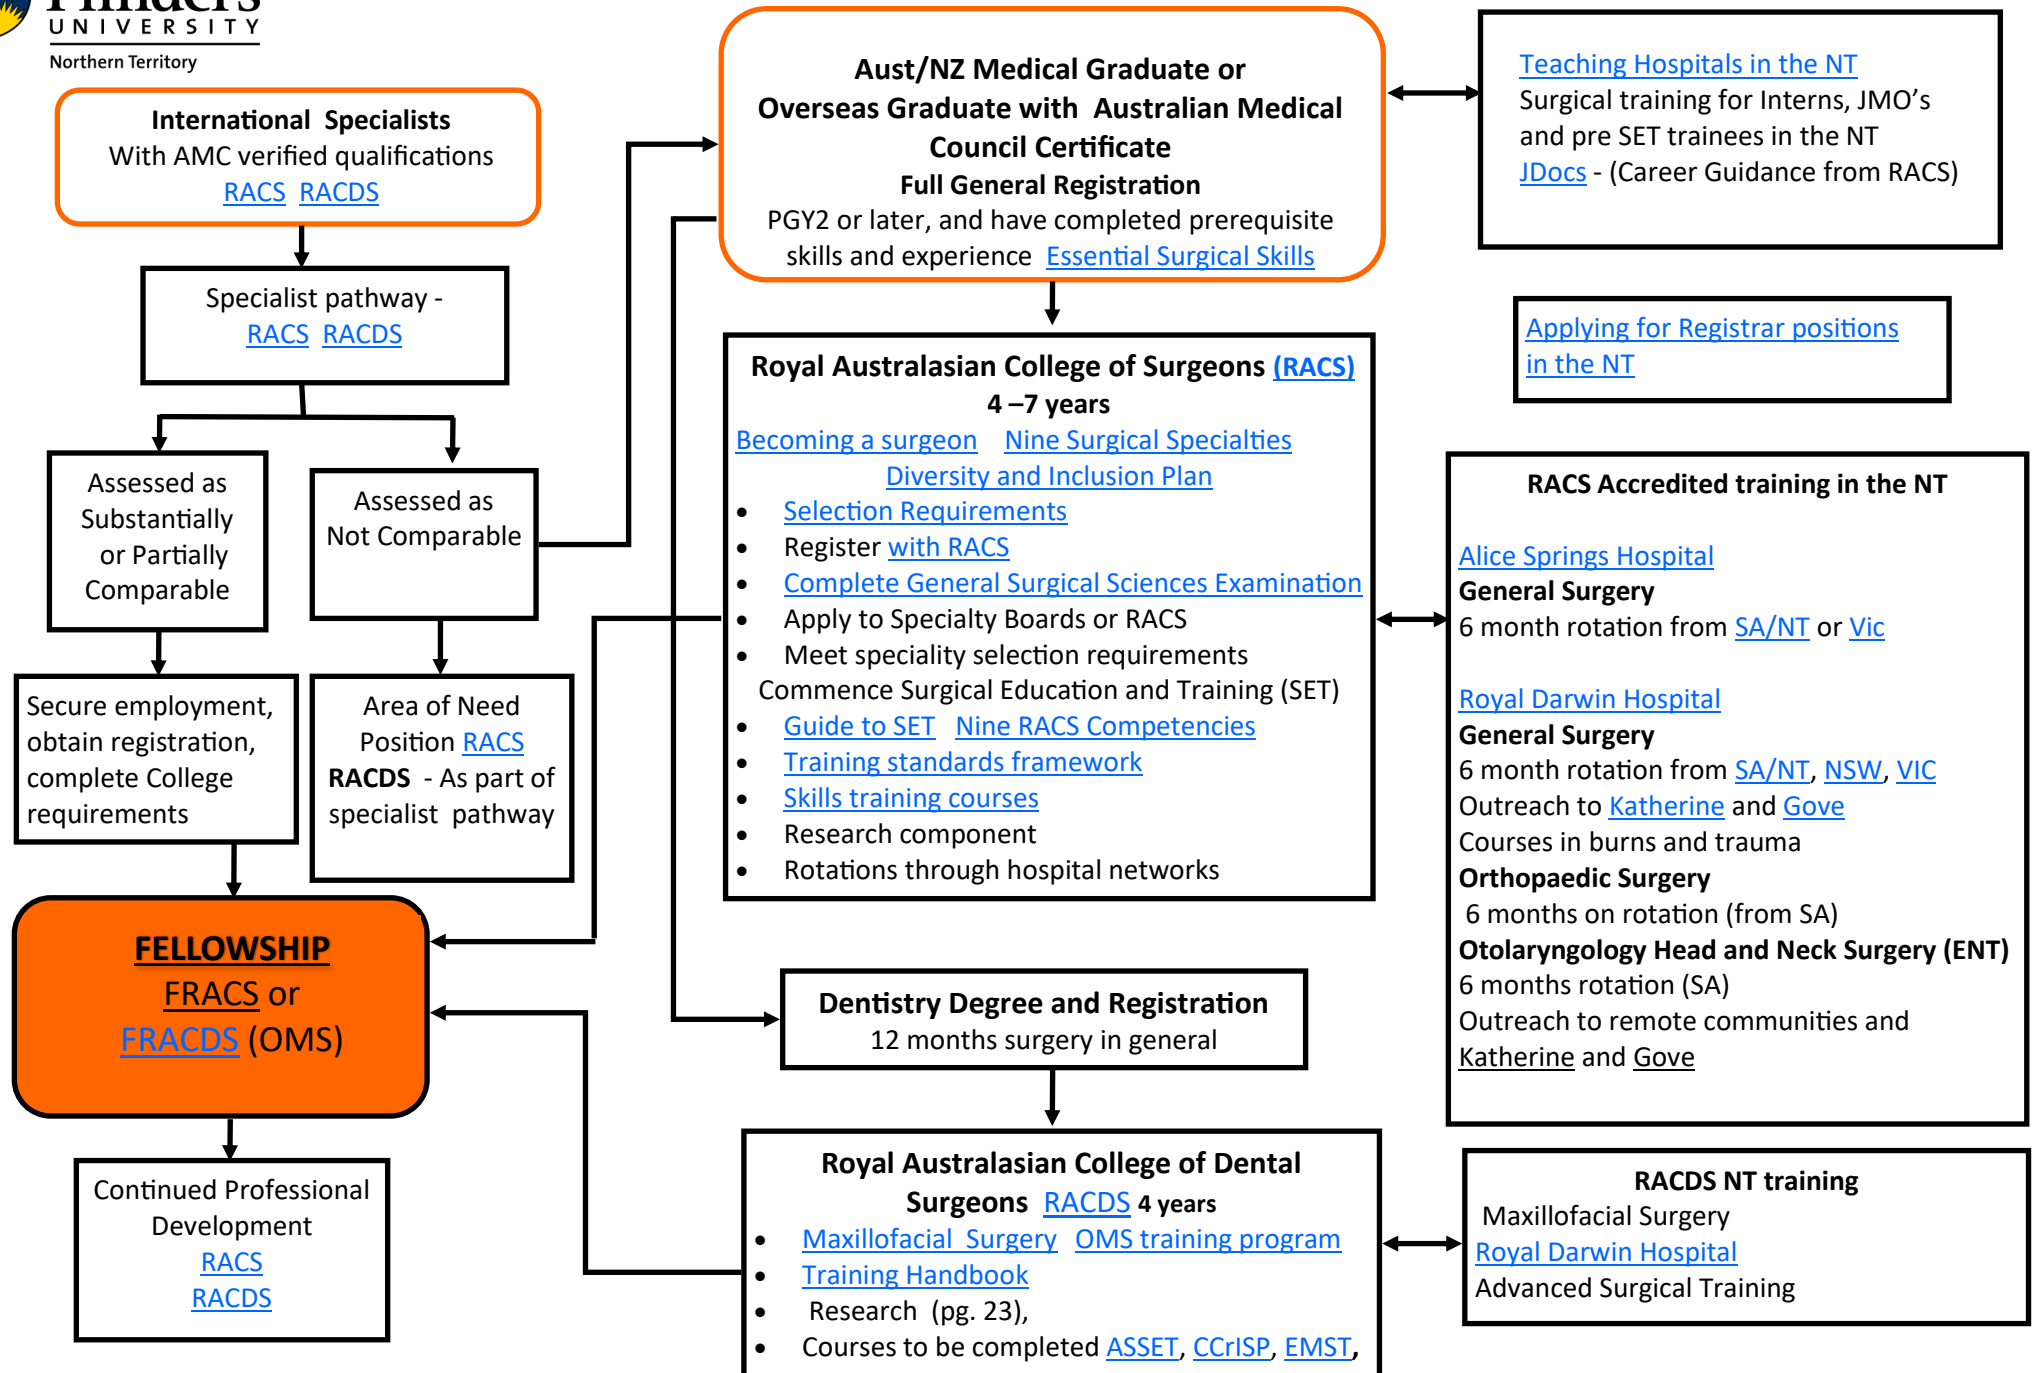 UNIVERSITY
Northern Territory
International Specialists
With AMC verified qualifications
RACS RACDS
Specialist pathway -
RACS RACDS
Assessed as
Substantially
or Partially
Comparable
Assessed as
Not Comparable
Secure employment,
obtain registration,
complete College
requirements
Area of Need
Position RACS
RACDS - As part of
specialist pathway
FELLOWSHIP
FRACS or
FRACDS (OMS)
Continued Professional
Development
RACS
RACDS
Aust/NZ Medical Graduate or
Overseas Graduate with Australian Medical
Council Certificate
Full General Registration
PGY2 or later, and have completed prerequisite
skills and experience Essential Surgical Skills
Royal Australasian College of Surgeons (RACS)
4 –7 years
Becoming a surgeon Nine Surgical Specialties
Diversity and Inclusion Plan
• Selection Requirements
• Register with RACS
• Complete General Surgical Sciences Examination
• Apply to Specialty Boards or RACS
• Meet speciality selection requirements
Commence Surgical Education and Training (SET)
• Guide to SET Nine RACS Competencies
• Training standards framework
• Skills training courses
• Research component
• Rotations through hospital networks
Dentistry Degree and Registration
12 months surgery in general
Royal Australasian College of Dental
Surgeons RACDS 4 years
• Maxillofacial Surgery OMS training program
• Training Handbook
• Research (pg. 23),
• Courses to be completed ASSET, CCrISP, EMST,
Teaching Hospitals in the NT
Surgical training for Interns, JMO's
and pre SET trainees in the NT
JDocs - (Career Guidance from RACS)
Applying for Registrar positions
in the NT
RACS Accredited training in the NT
Alice Springs Hospital
General Surgery
6 month rotation from SA/NT or Vic
Royal Darwin Hospital
General Surgery
6 month rotation from SA/NT, NSW, VIC
Outreach to Katherine and Gove
Courses in burns and trauma
Orthopaedic Surgery
6 months on rotation (from SA)
Otolaryngology Head and Neck Surgery (ENT)
6 months rotation (SA)
Outreach to remote communities and
Katherine and Gove
RACDS NT training
Maxillofacial Surgery
Royal Darwin Hospital
Advanced Surgical Training